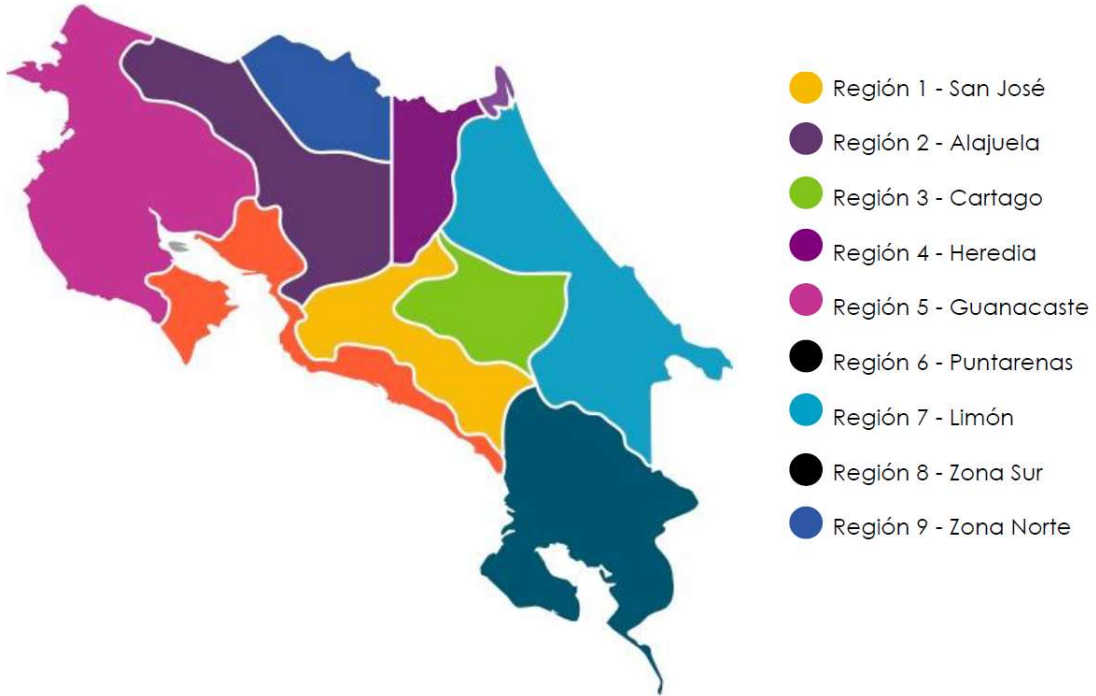 Región 1 - San José
Región 2 - Alajuela
Región 3 - Cartago
Región 4 - Heredia
Región 5 - Guanacaste
Región 6 - Puntarenas
Región 7 - Limón
Región 8 - Zona Sur
Región 9 - Zona Norte